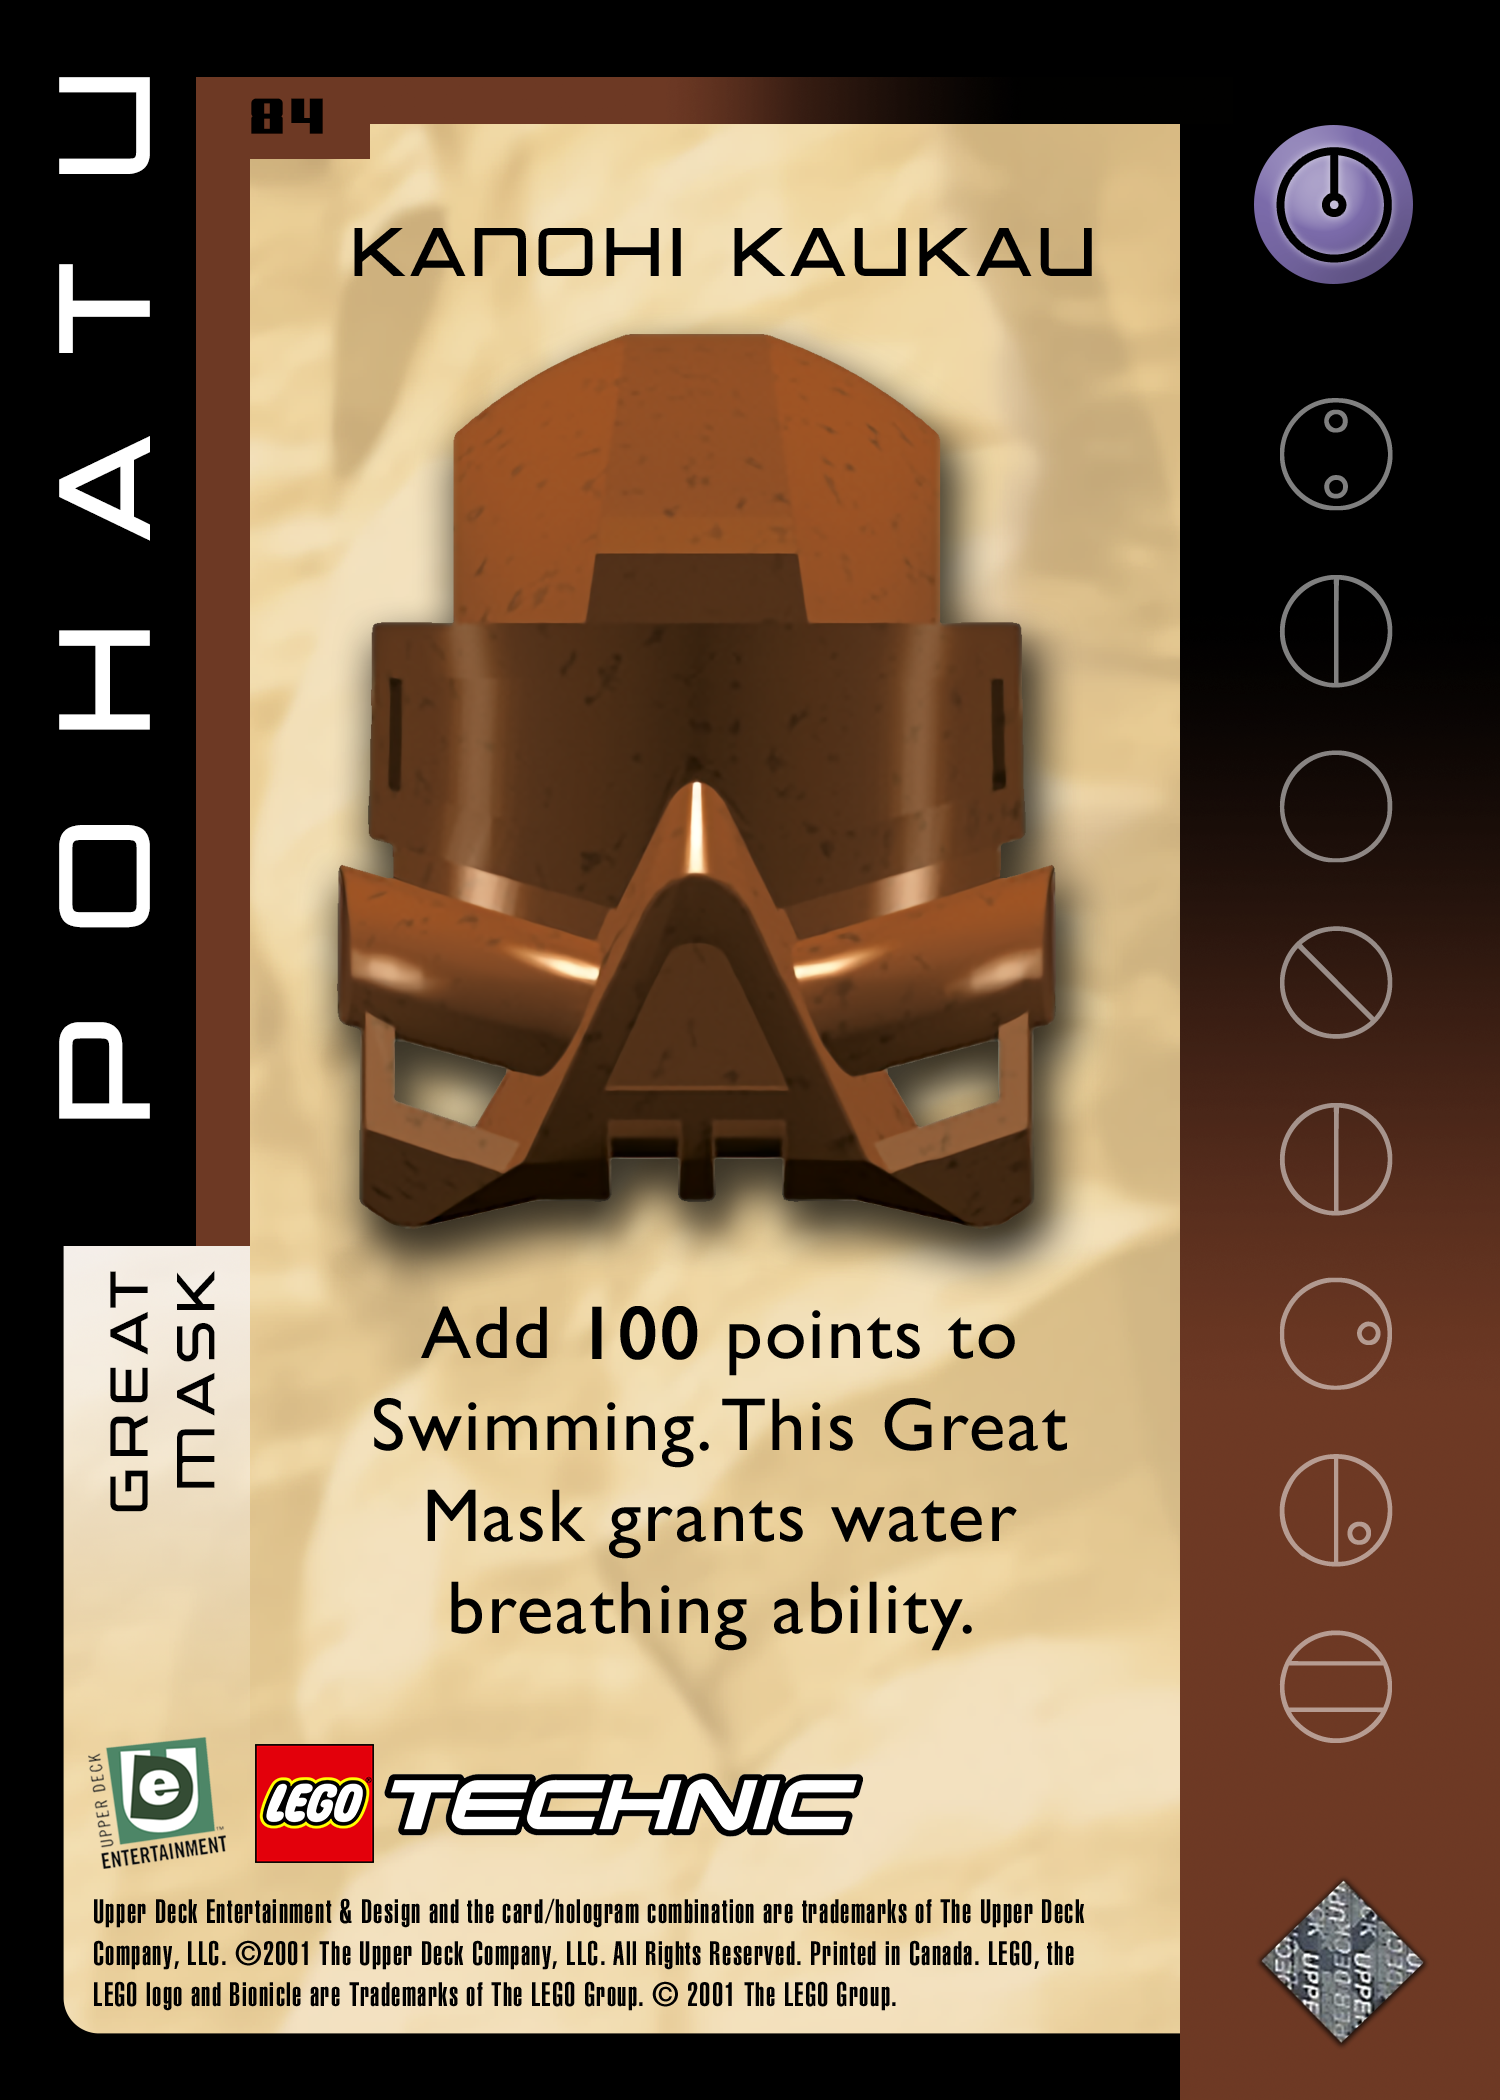 84
POHATU
KANOHI KAUKAU
GREAT
MASK
Add 100 points to
Swimming. This Great
Mask grants water
breathing ability.
UPPER DECK
ENTERTAINMENT
LEGO TECHNIC
Upper Deck Entertainment & Design and the card/hologram combination are trademarks of The Upper Deck
Company, LLC. ©2001 The Upper Deck Company, LLC. All Rights Reserved. Printed in Canada. LEGO, the
LEGO logo and Bionicle are Trademarks of The LEGO Group. © 2001 The LEGO Group.